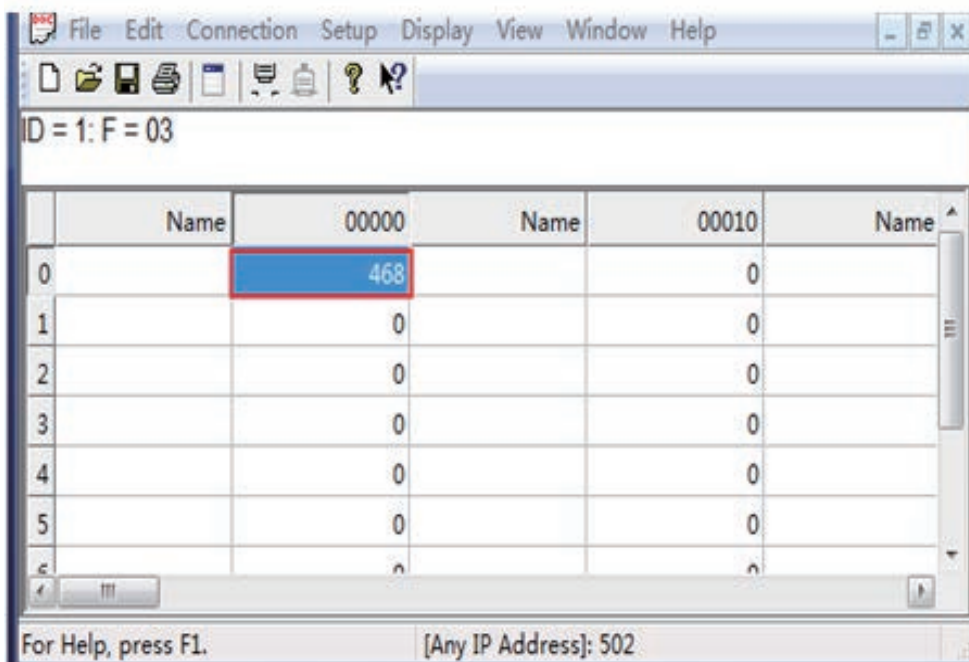 File Edit Connection Setup Display View Window Help
ID = 1: F = 03
Name 00000 Name 00010 Name
0 468 0
1 0 0
2 0 0
3 0 0
4 0 0
5 0 0
For Help, press F1. [Any IP Address]: 502